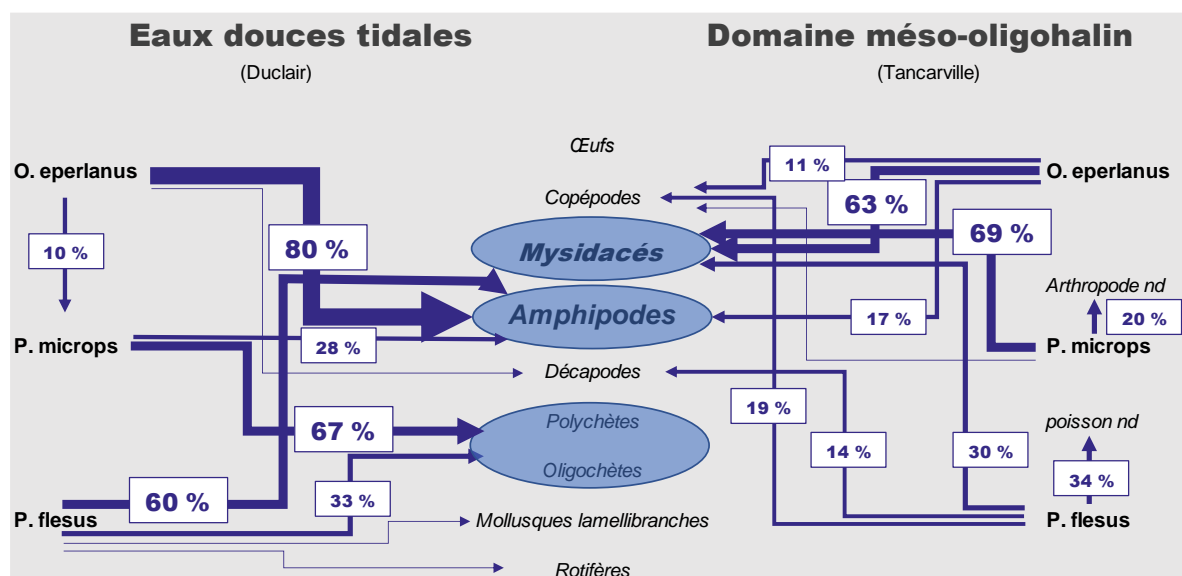 Eaux douces tidales
(Duclair)
Domaine méso-oligohalin
(Tancarville)
Œufs
11 %
O. eperlanus
O. eperlanus
Copépodes
63 %
10 %
80 %
Mysidacés
69 %
Arthropode nd
Amphipodes
17 %
20 %
P. microps
28 %
P. microps
Décapodes
19 %
Polychètes
poisson nd
67 %
14 %
30 %
Oligochètes
34 %
60 %
33 %
P. flesus
Mollusques lamellibranches
P. flesus
Rotifères